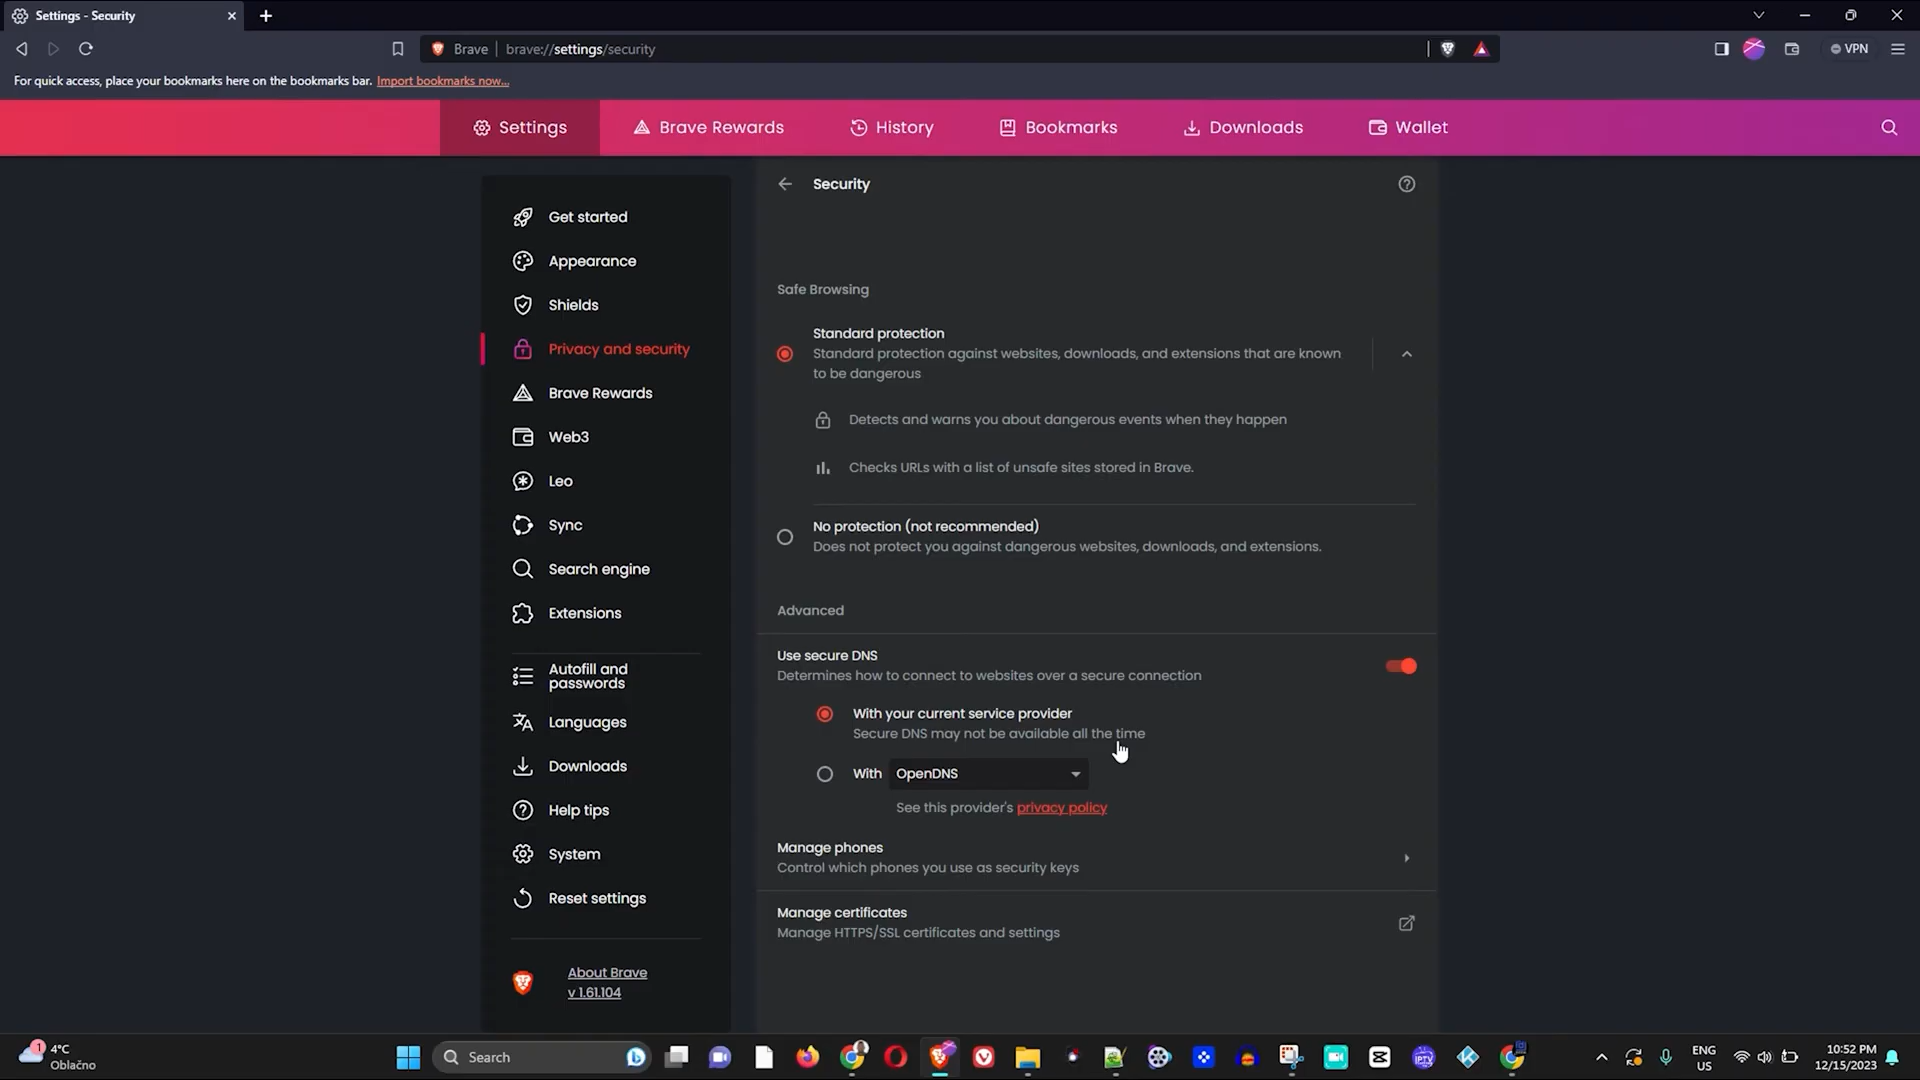 Settings - Security
Brave
brave://settings/security
VPN
For quick access, place your bookmarks here on the bookmarks bar. Import bookmarks now...
Settings
Brave Rewards
History
Bookmarks
Downloads
Wallet
Get started
Appearance
Shields
Privacy and security
Brave Rewards
Web3
Leo
Sync
Search engine
Extensions
Autofill and
passwords
Languages
Downloads
Help tips
System
Reset settings
About Brave
v 1.61.104
Security
Safe Browsing
Standard protection
Standard protection against websites, downloads, and extensions that are known
to be dangerous
Detects and warns you about dangerous events when they happen
Checks URLs with a list of unsafe sites stored in Brave.
No protection (not recommended)
Does not protect you against dangerous websites, downloads, and extensions.
Advanced
Use secure DNS
Determines how to connect to websites over a secure connection
With your current service provider
Secure DNS may not be available all the time
With OpenDNS
See this provider's privacy policy
Manage phones
Control which phones you use as security keys
Manage certificates
Manage HTTPS/SSL certificates and settings
1
4°C
Oblačno
Search
IPTV
ENG
US
10:52 PM
12/15/2023